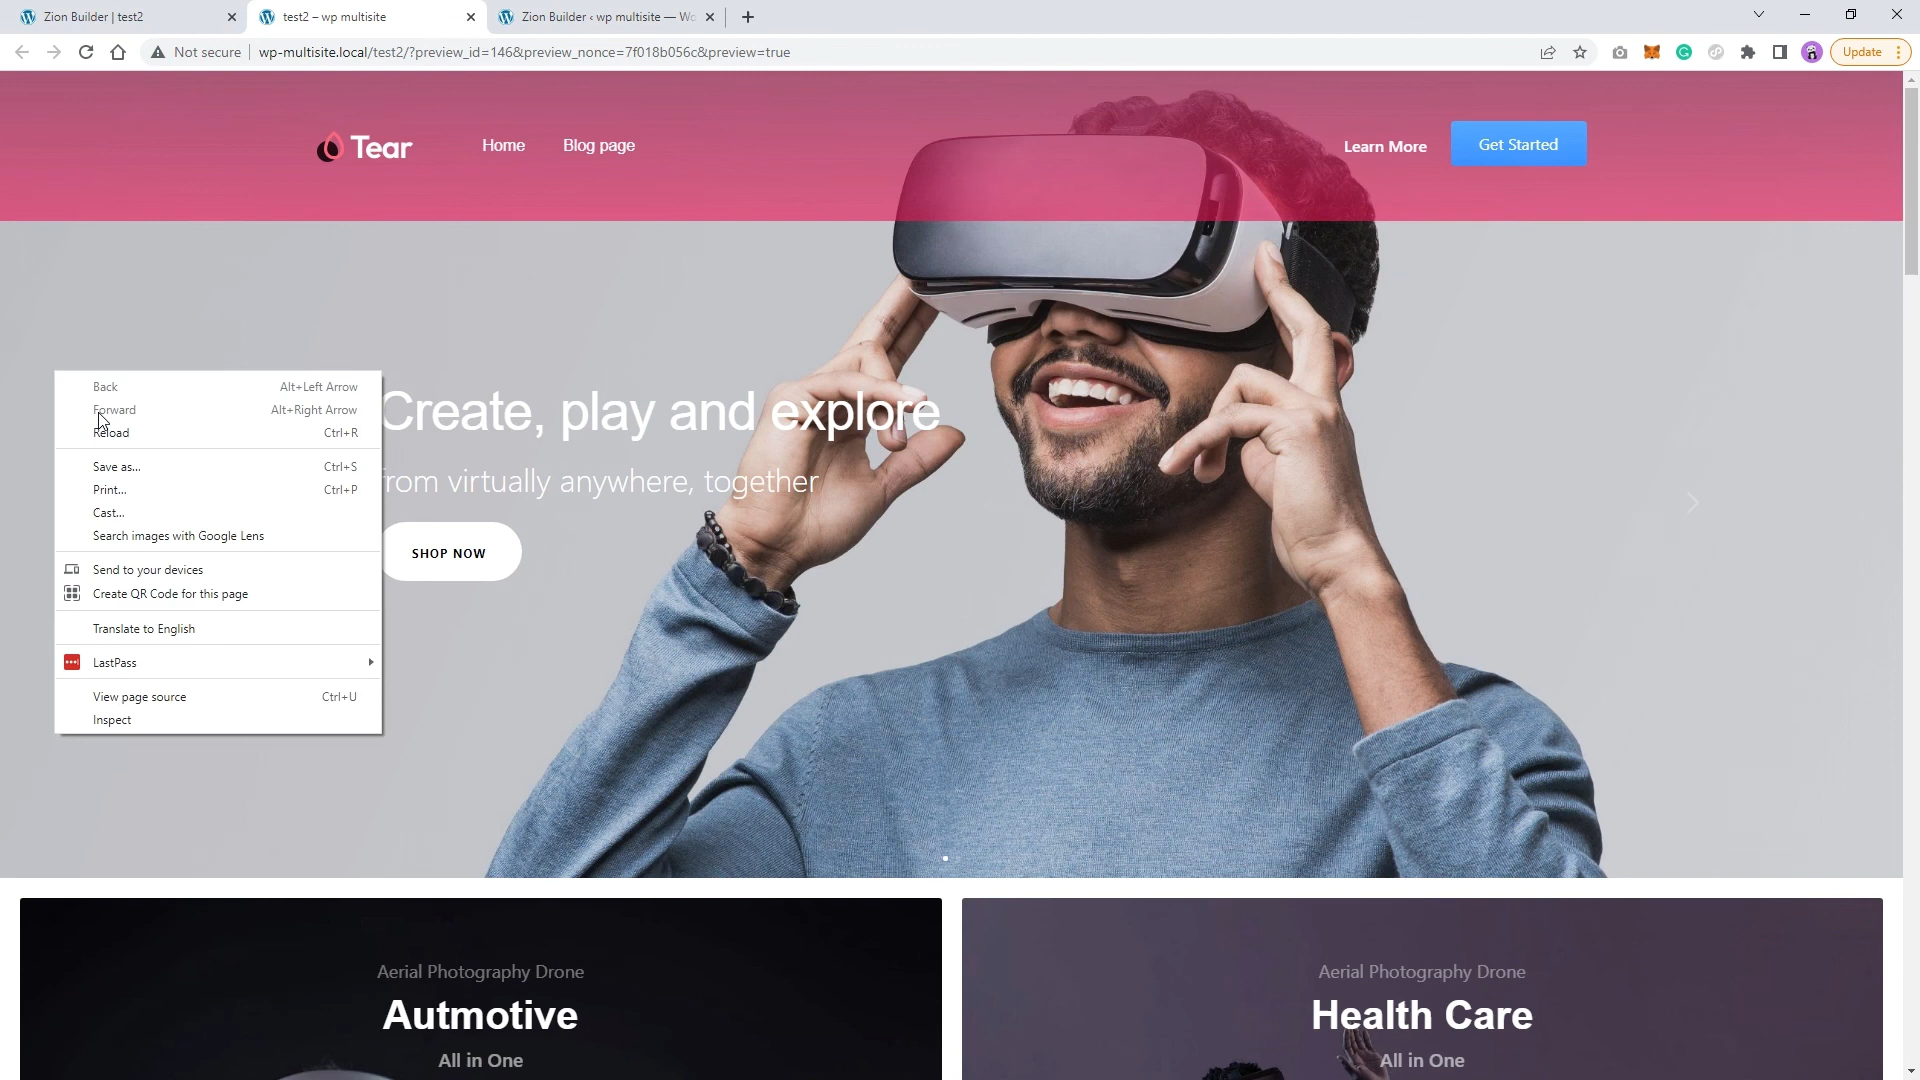 Zion Builder | test2
test2 – wp multisite
Zion Builder ‹ wp multisite — Wo
Not secure
wp-multisite.local/test2/?preview_id=146&preview_nonce=7f018b056c&preview=true
Update
Tear
Home
Blog page
Learn More
Get Started
Back Alt+Left Arrow
Forward Alt+Right Arrow
Reload Ctrl+R
Save as... Ctrl+S
Print... Ctrl+P
Cast...
Search images with Google Lens
Send to your devices
Create QR Code for this page
Translate to English
LastPass
View page source Ctrl+U
Inspect
Create, play and explore
from virtually anywhere, together
SHOP NOW
Aerial Photography Drone
Autmotive
All in One
Aerial Photography Drone
Health Care
All in One